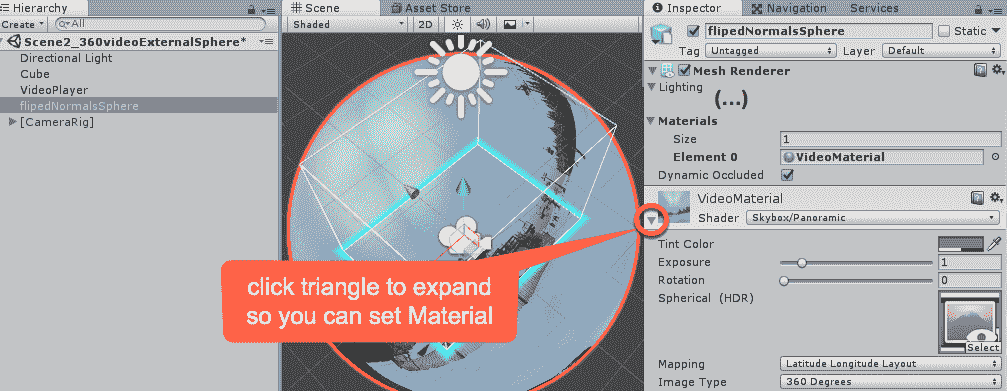 Hierarchy
Create
All
Scene2_360videoExternalSphere*
Directional Light
Cube
VideoPlayer
flipedNormalsSphere
[CameraRig]
Scene
Asset Store
Shaded
2D
click triangle to expand
so you can set Material
Inspector
Navigation
Services
flipedNormalsSphere
Static
Tag Untagged Layer Default
Mesh Renderer
Lighting
(...)
Materials
Size 1
Element 0 VideoMaterial
Dynamic Occluded
VideoMaterial
Shader Skybox/Panoramic
Tint Color
Exposure 1
Rotation 0
Spherical (HDR)
Select
Mapping Latitude Longitude Layout
Image Type 360 Degrees